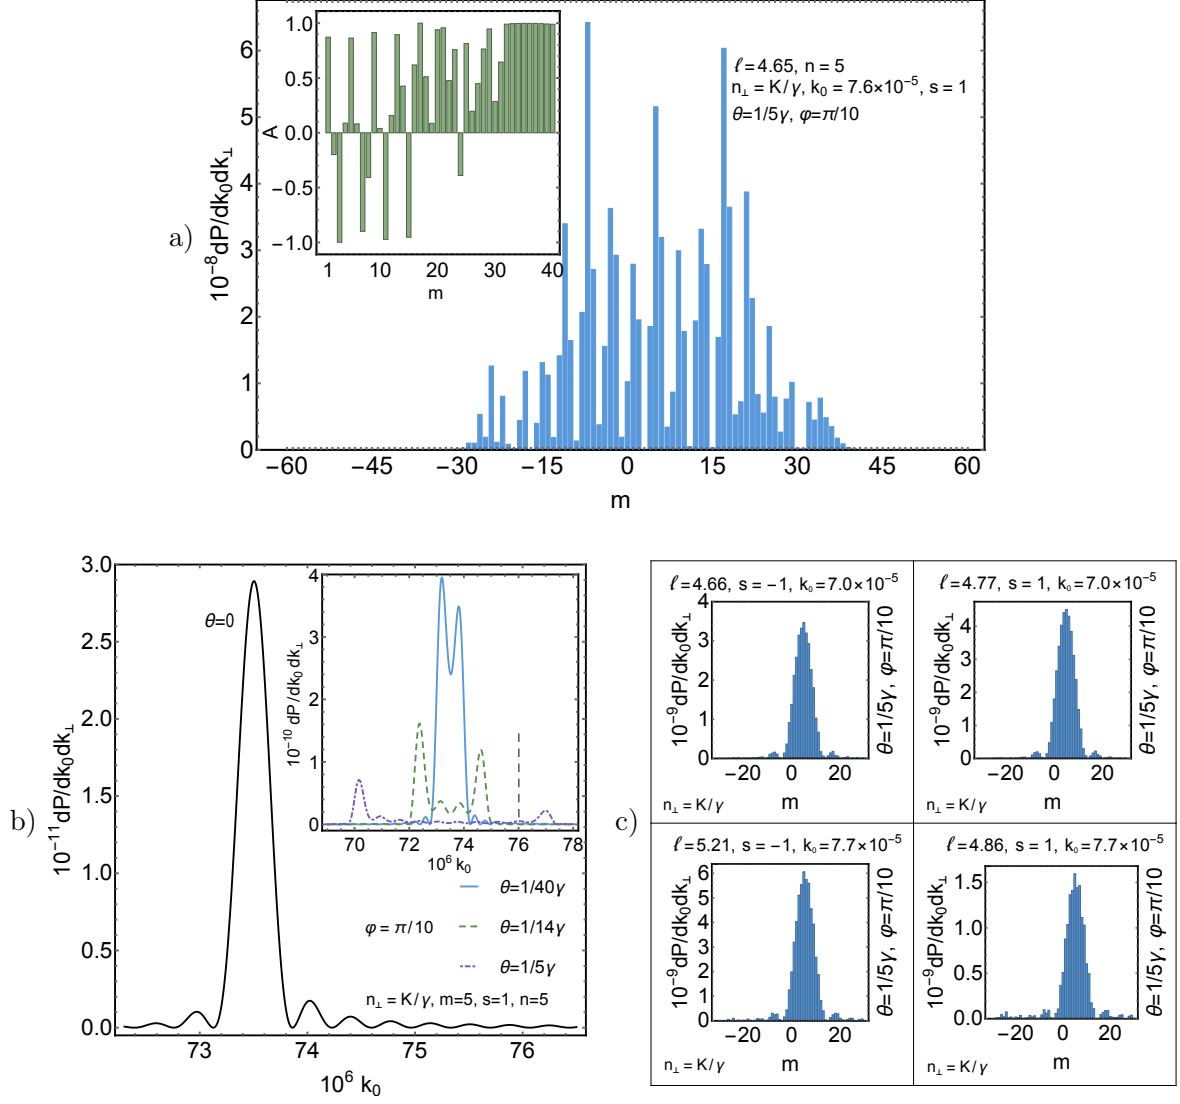 a)
10⁻⁸dP/dk₀dk⊥
6
5
4
3
2
1
0
−60 −45 −30 −15 0 15 30 45 60
m
ℓ=4.65, n=5
n⊥=K/γ, k₀=7.6×10⁻⁵, s=1
θ=1/5γ, φ=π/10
A
1.0
0.5
0.0
−0.5
−1.0
1 10 20 30 40
m
b)
10⁻¹¹dP/dk₀dk⊥
3.0
2.5
2.0
1.5
1.0
0.5
0.0
73 74 75 76
10⁶ k₀
θ=0
10⁻¹⁰ dP/dk₀ dk⊥
4
3
2
1
0
70 72 74 76 78
10⁶ k₀
θ=1/40γ
φ=π/10
θ=1/14γ
θ=1/5γ
n⊥=K/γ, m=5, s=1, n=5
c)
ℓ=4.66, s=−1, k₀=7.0×10⁻⁵
10⁻⁹dP/dk₀dk⊥
4
3
2
1
0
−20 0 20
m
θ=1/5γ, φ=π/10
n⊥=K/γ
ℓ=4.77, s=1, k₀=7.0×10⁻⁵
10⁻⁹dP/dk₀dk⊥
4
3
2
1
0
−20 0 20
m
θ=1/5γ, φ=π/10
n⊥=K/γ
ℓ=5.21, s=−1, k₀=7.7×10⁻⁵
10⁻⁹dP/dk₀dk⊥
6
5
4
3
2
1
0
−20 0 20
m
θ=1/5γ, φ=π/10
n⊥=K/γ
ℓ=4.86, s=1, k₀=7.7×10⁻⁵
10⁻⁹dP/dk₀dk⊥
1.5
1.0
0.5
0.0
−20 0 20
m
θ=1/5γ, φ=π/10
n⊥=K/γ